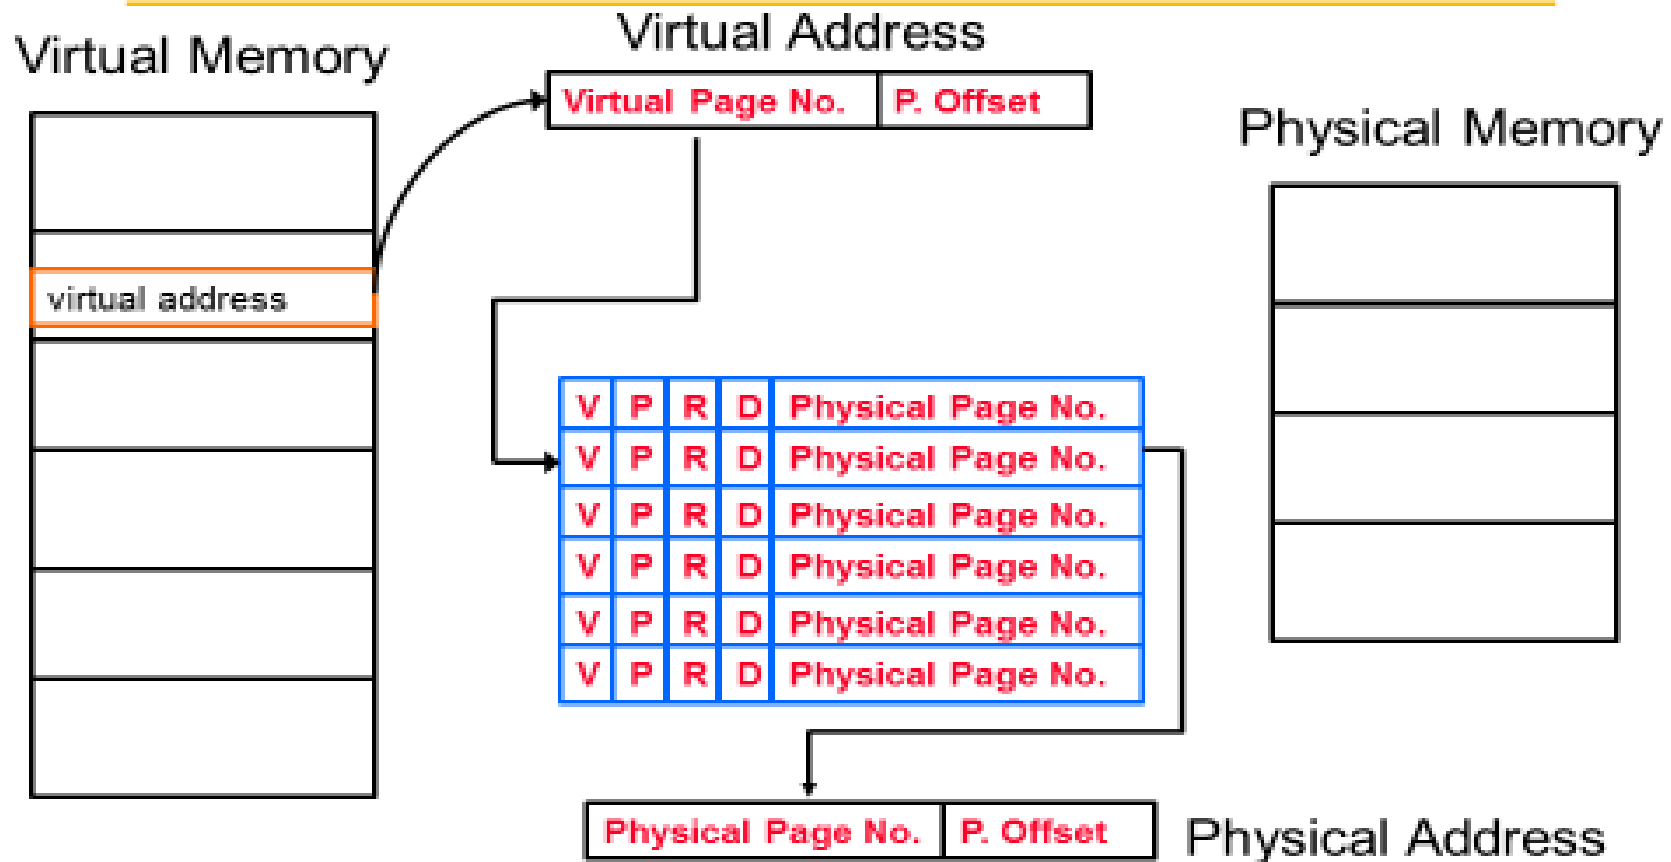 Virtual Memory
Virtual Address
Virtual Page No. P. Offset
Physical Memory
virtual address
V P R D Physical Page No.
V P R D Physical Page No.
V P R D Physical Page No.
V P R D Physical Page No.
V P R D Physical Page No.
V P R D Physical Page No.
Physical Page No. P. Offset
Physical Address